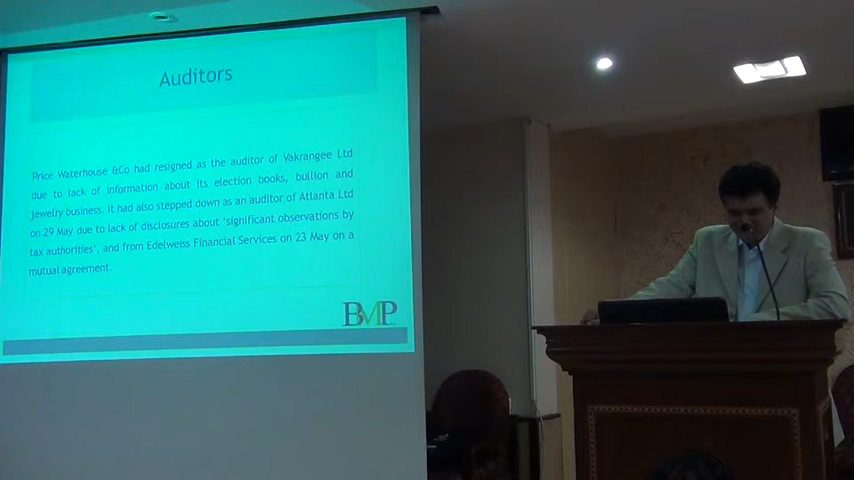 Auditors
Price Waterhouse &Co had resigned as the auditor of Vakrangee Ltd
due to lack of information about its election books, bullion and
jewelry business. It had also stepped down as an auditor of Atlanta Ltd
on 29 May due to lack of disclosures about ‘significant observations by
tax authorities’, and from Edelweiss Financial Services on 23 May on a
mutual agreement.
BMP